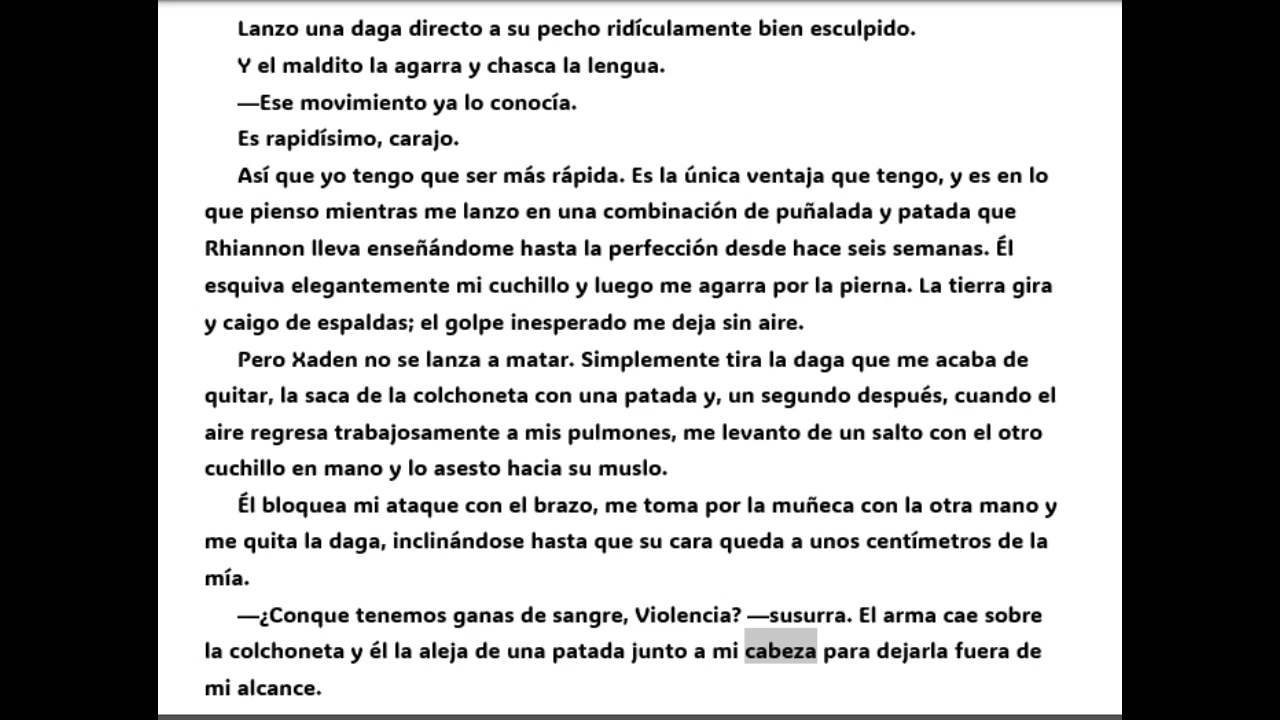 Lanzo una daga directo a su pecho ridículamente bien esculpido.
Y el maldito la agarra y chasca la lengua.
—Ese movimiento ya lo conocía.
Es rapidísimo, carajo.
Así que yo tengo que ser más rápida. Es la única ventaja que tengo, y es en lo
que pienso mientras me lanzo en una combinación de puñalada y patada que
Rhiannon lleva enseñándome hasta la perfección desde hace seis semanas. Él
esquiva elegantemente mi cuchillo y luego me agarra por la pierna. La tierra gira
y caigo de espaldas; el golpe inesperado me deja sin aire.
Pero Xaden no se lanza a matar. Simplemente tira la daga que me acaba de
quitar, la saca de la colchoneta con una patada y, un segundo después, cuando el
aire regresa trabajosamente a mis pulmones, me levanto de un salto con el otro
cuchillo en mano y lo asesto hacia su muslo.
Él bloquea mi ataque con el brazo, me toma por la muñeca con la otra mano y
me quita la daga, inclinándose hasta que su cara queda a unos centímetros de la
mía.
—¿Conque tenemos ganas de sangre, Violencia? —susurra. El arma cae sobre
la colchoneta y él la aleja de una patada junto a mi cabeza para dejarla fuera de
mi alcance.